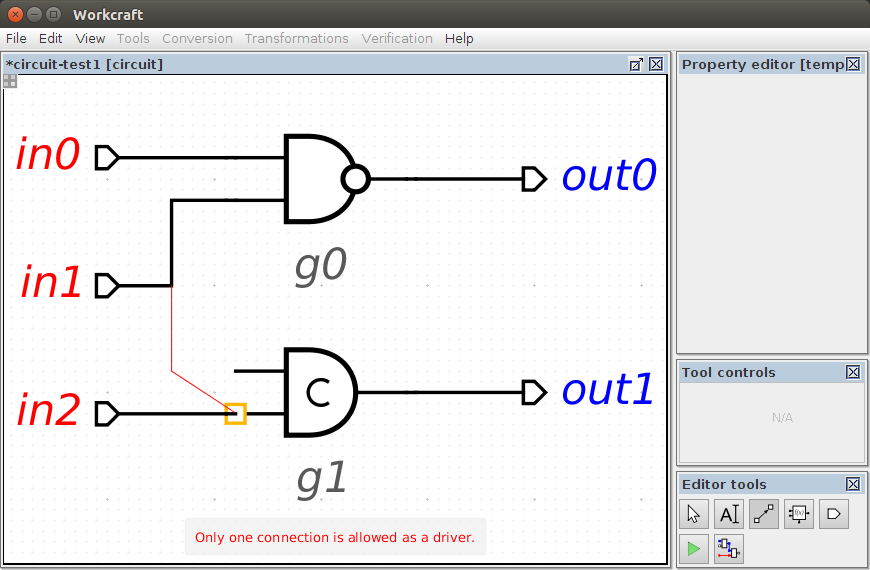 Workcraft
File Edit View Tools Conversion Transformations Verification Help
*circuit-test1 [circuit]
in0
out0
g0
in1
in2
C
out1
g1
Only one connection is allowed as a driver.
Property editor [temp
Tool controls
N/A
Editor tools
A
f(x)